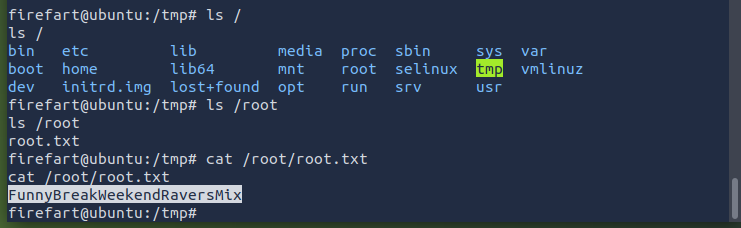 firefart@ubuntu:/tmp# ls /
ls /
bin   etc         lib         media  proc  sbin     sys  var
boot  home        lib64       mnt    root  selinux  tmp  vmlinuz
dev   initrd.img  lost+found  opt    run   srv      usr
firefart@ubuntu:/tmp# ls /root
ls /root
root.txt
firefart@ubuntu:/tmp# cat /root/root.txt
cat /root/root.txt
FunnyBreakWeekendRaversMix
firefart@ubuntu:/tmp#